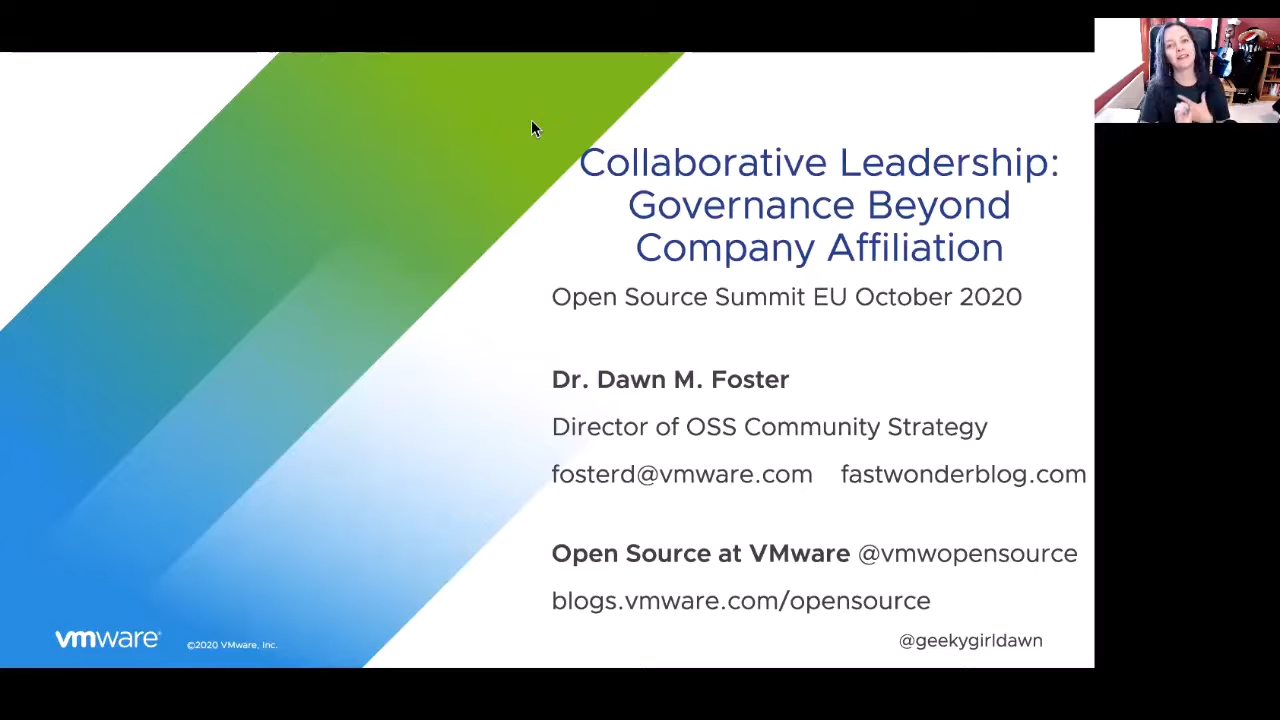 Collaborative Leadership:
Governance Beyond
Company Affiliation
Open Source Summit EU October 2020
Dr. Dawn M. Foster
Director of OSS Community Strategy
fosterd@vmware.com fastwonderblog.com
Open Source at VMware @vmwopensource
blogs.vmware.com/opensource
vmware®
©2020 VMware, Inc.
@geekygirldawn